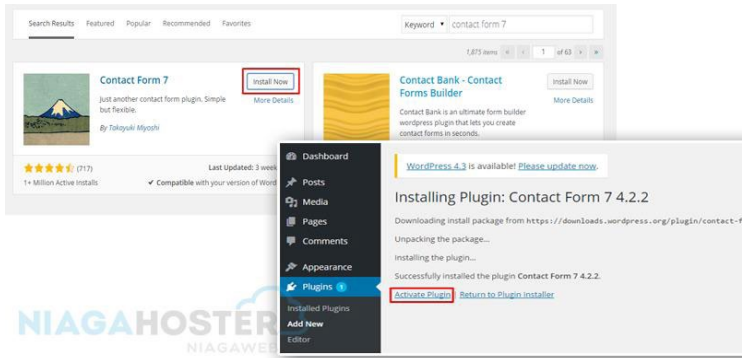 Search Results Featured Popular Recommended Favorites
Keyword contact form 7
1,875 items « ‹ 1 of 63 › »
Contact Form 7
Install Now
Just another contact form plugin. Simple
but flexible.
More Details
By Takayuki Miyoshi
(717)
Last Updated: 3 week
1+ Million Active Installs
✔ Compatible with your version of Word
Contact Bank - Contact
Forms Builder
Install Now
More Details
Contact Bank is an ultimate form builder
wordpress plugin that lets you create
contact forms in seconds.
Dashboard
Posts
Media
Pages
Comments
Appearance
Plugins 1
Installed Plugins
Add New
Editor
WordPress 4.3 is available! Please update now.
Installing Plugin: Contact Form 7 4.2.2
Downloading install package from https://downloads.wordpress.org/plugin/contact-f
Unpacking the package...
Installing the plugin...
Successfully installed the plugin Contact Form 7 4.2.2.
Activate Plugin | Return to Plugin Installer
NIAGAHOSTER
NIAGAWEB